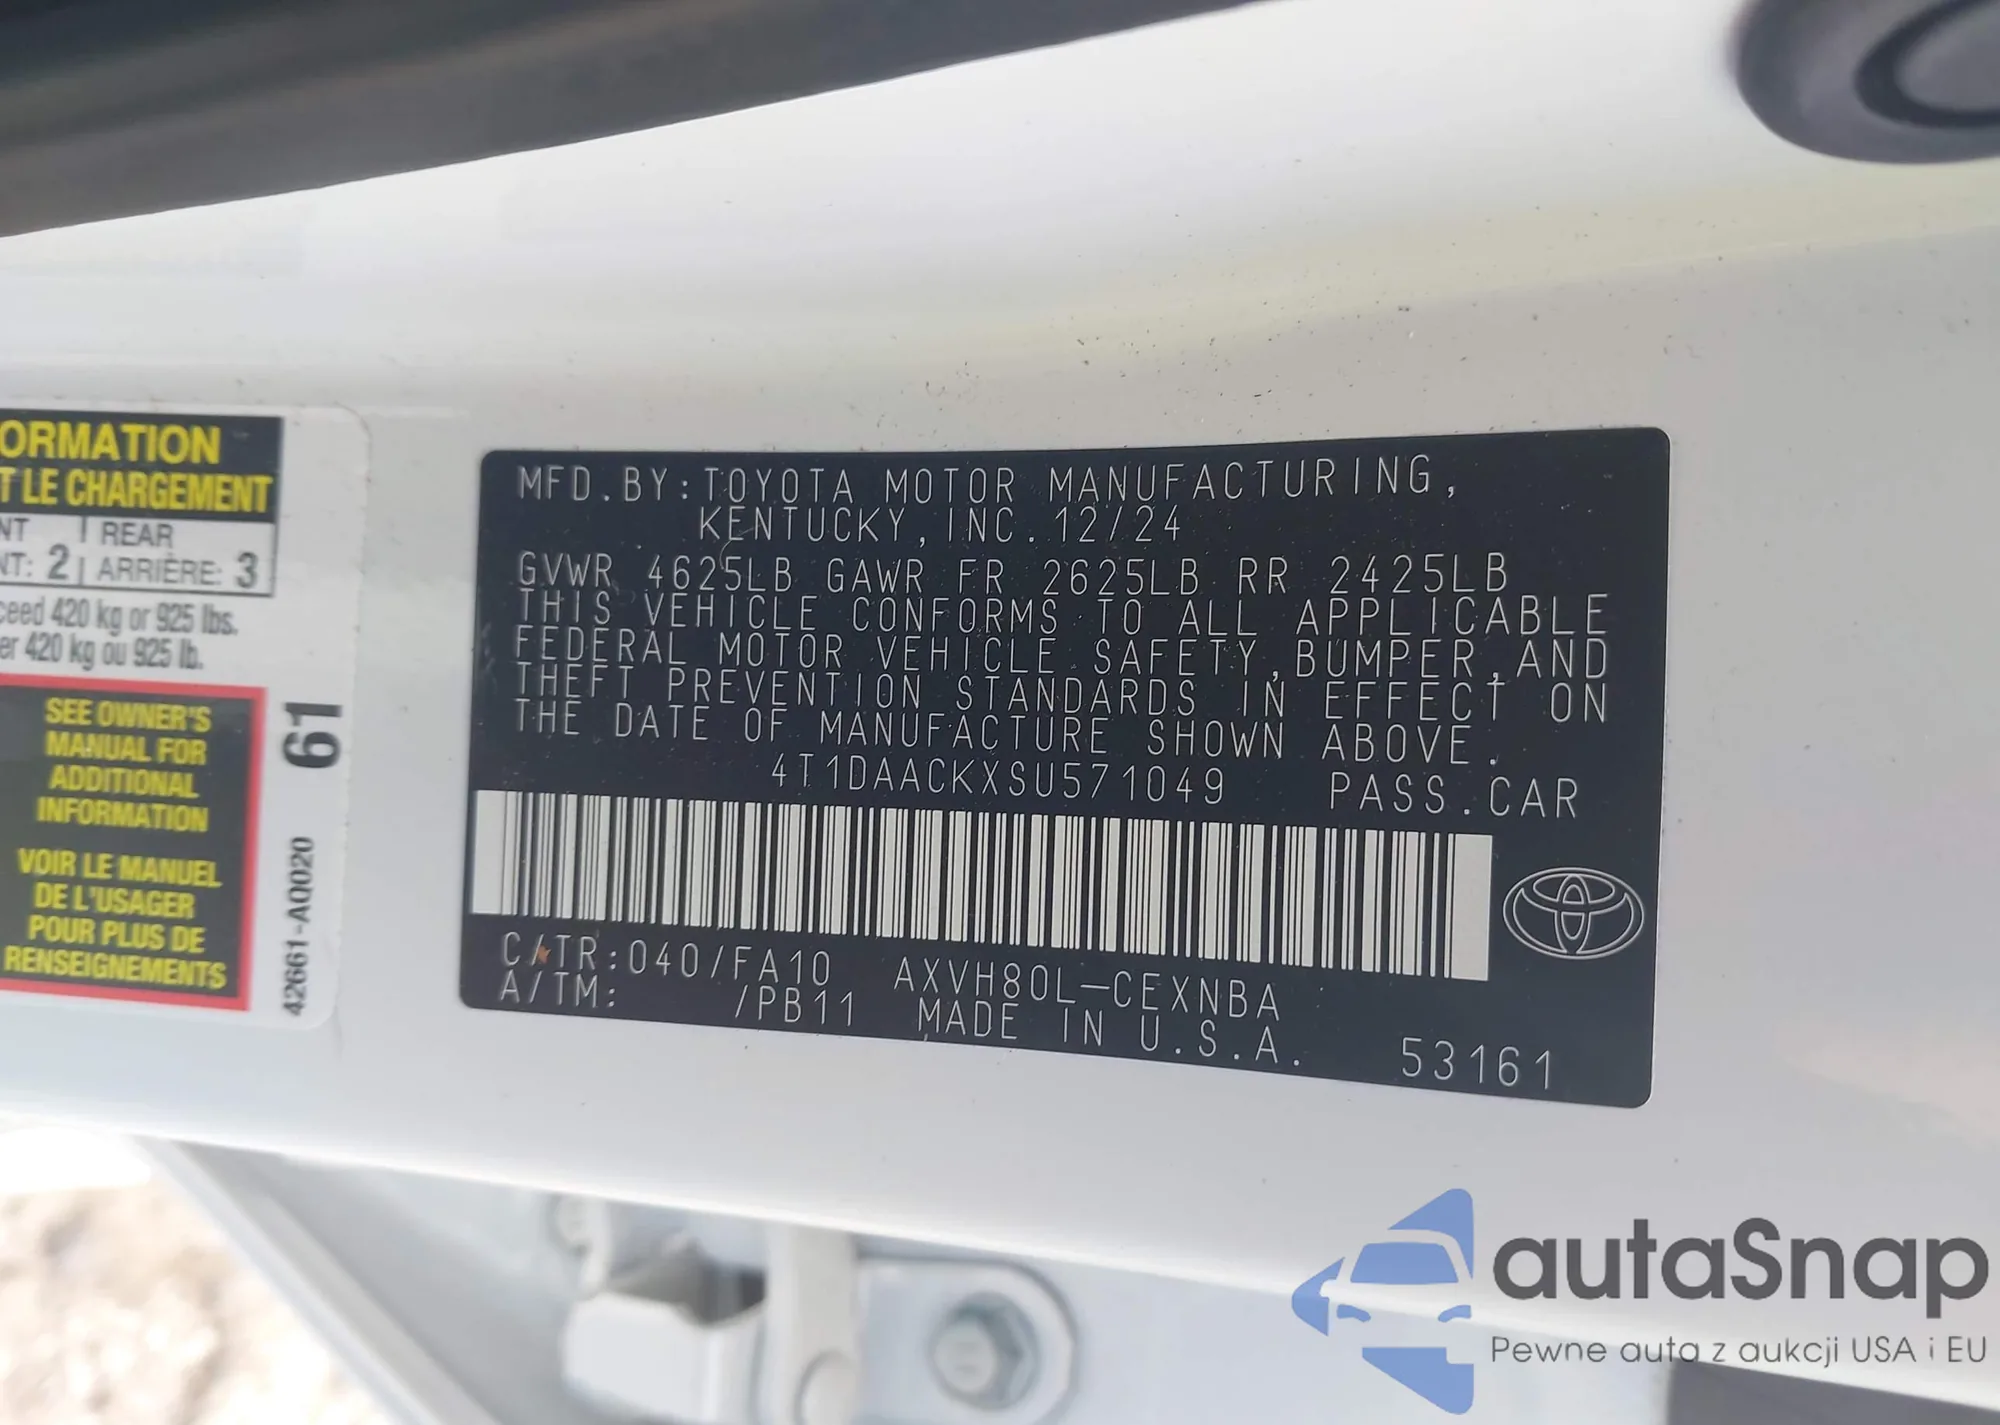 ORMATION
T LE CHARGEMENT
NT REAR
NT: 2 ARRIÈRE: 3
ceed 420 kg or 925 lbs.
er 420 kg ou 925 lb.
SEE OWNER'S
MANUAL FOR
ADDITIONAL
INFORMATION
VOIR LE MANUEL
DE L'USAGER
POUR PLUS DE
RENSEIGNEMENTS
61
42661-AQ020
MFD.BY:TOYOTA MOTOR MANUFACTURING,
KENTUCKY,INC. 12/24
GVWR 4625LB GAWR FR 2625LB RR 2425LB
THIS VEHICLE CONFORMS TO ALL APPLICABLE
FEDERAL MOTOR VEHICLE SAFETY,BUMPER,AND
THEFT PREVENTION STANDARDS IN EFFECT ON
THE DATE OF MANUFACTURE SHOWN ABOVE.
4T1DAACKXSU571049 PASS.CAR
C/TR:040/FA10 AXVH80L-CEXNBA
A/TM: /PB11 MADE IN U.S.A. 53161
autaSnap
Pewne auta z aukcji USA i EU